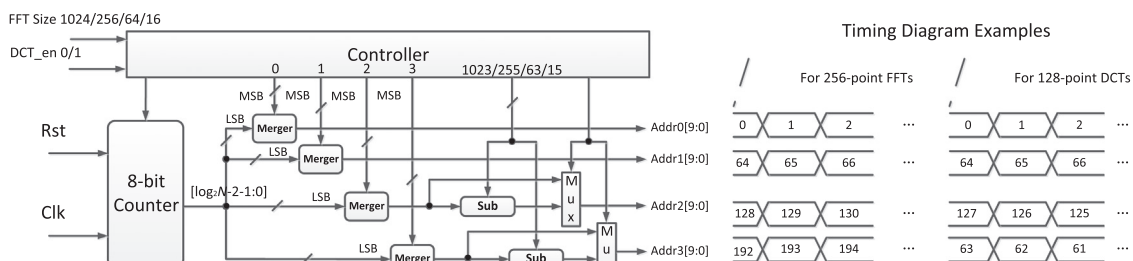 FFT Size 1024/256/64/16
DCT_en 0/1
Controller
0 1 2 3 1023/255/63/15
MSB MSB MSB MSB
LSB
Merger
Addr0[9:0]
Rst
LSB
Merger
Addr1[9:0]
8-bit
Counter
[log₂N-2-1:0]
LSB
Merger
Sub
Mux
Addr2[9:0]
Clk
LSB
Merger
Sub
Mu
Addr3[9:0]
Timing Diagram Examples
For 256-point FFTs
For 128-point DCTs
0 1 2 ... 0 1 2 ...
64 65 66 ... 64 65 66 ...
128 129 130 ... 127 126 125 ...
192 193 194 ... 63 62 61 ...